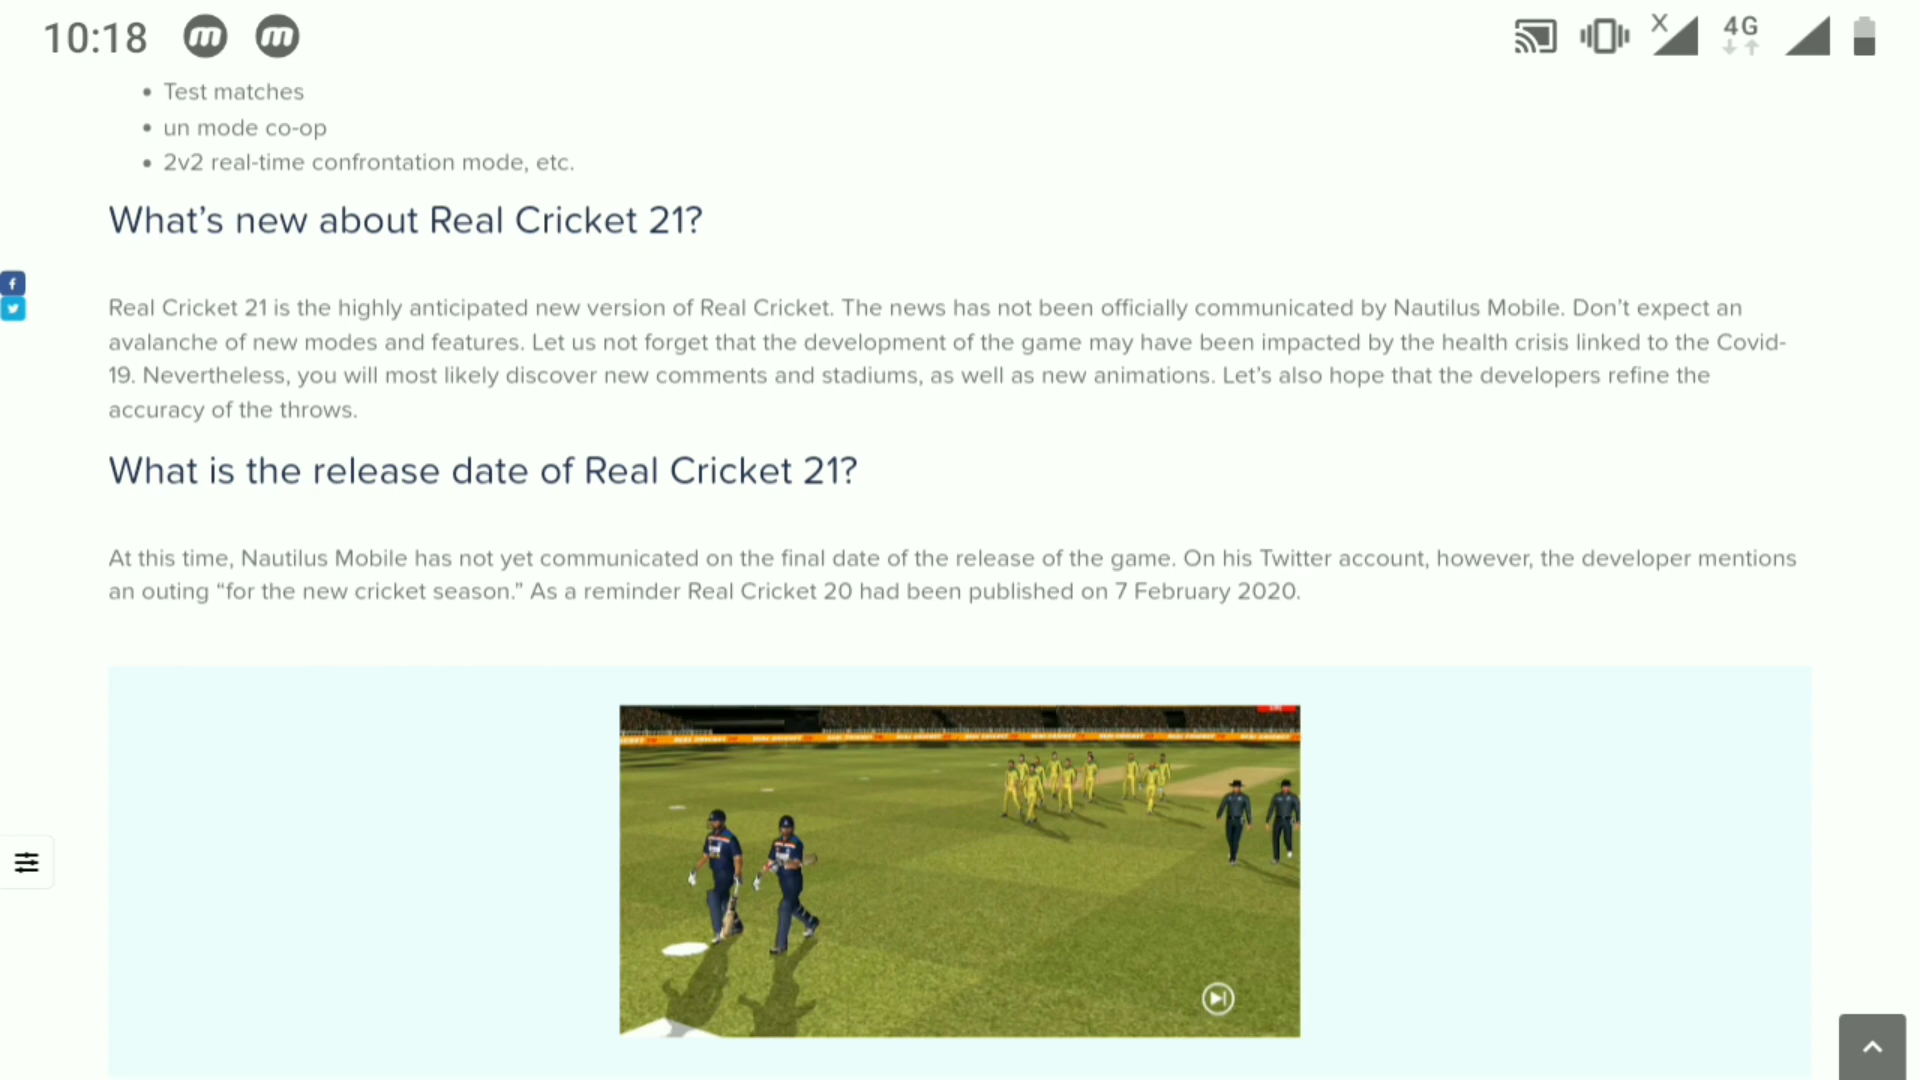 10:18
X
4G
• Test matches
• un mode co-op
• 2v2 real-time confrontation mode, etc.
What’s new about Real Cricket 21?
Real Cricket 21 is the highly anticipated new version of Real Cricket. The news has not been officially communicated by Nautilus Mobile. Don’t expect an
avalanche of new modes and features. Let us not forget that the development of the game may have been impacted by the health crisis linked to the Covid-
19. Nevertheless, you will most likely discover new comments and stadiums, as well as new animations. Let’s also hope that the developers refine the
accuracy of the throws.
What is the release date of Real Cricket 21?
At this time, Nautilus Mobile has not yet communicated on the final date of the release of the game. On his Twitter account, however, the developer mentions
an outing “for the new cricket season.” As a reminder Real Cricket 20 had been published on 7 February 2020.